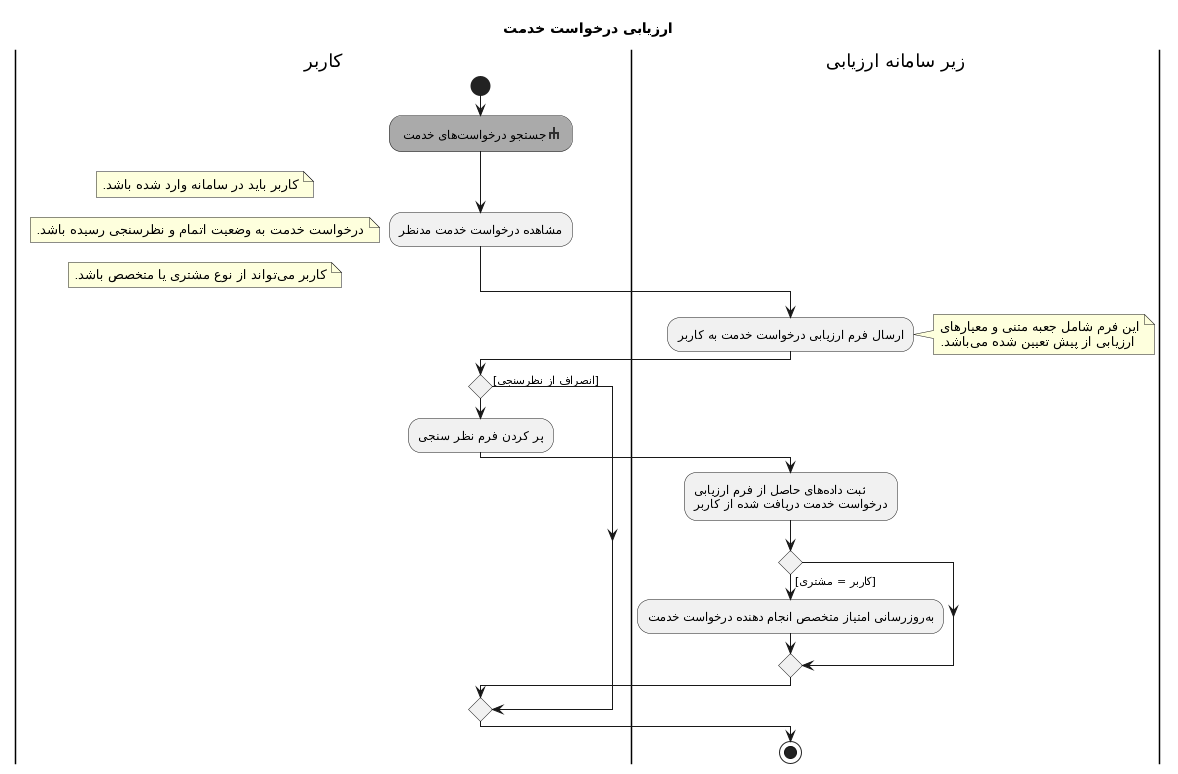 ارزیابی درخواست خدمت
کاربر
زیر سامانه ارزیابی
جستجو درخواست‌های خدمت
کاربر باید در سامانه وارد شده باشد.
درخواست خدمت به وضعیت اتمام و نظرسنجی رسیده باشد.
مشاهده درخواست خدمت مدنظر
کاربر می‌تواند از نوع مشتری یا متخصص باشد.
ارسال فرم ارزیابی درخواست خدمت به کاربر
این فرم شامل جعبه متنی و معیارهای
ارزیابی از پیش تعیین شده می‌باشد.
[انصراف از نظرسنجی]
پر کردن فرم نظر سنجی
ثبت داده‌های حاصل از فرم ارزیابی
درخواست خدمت دریافت شده از کاربر
[کاربر = مشتری]
به‌روزرسانی امتیاز متخصص انجام دهنده درخواست خدمت